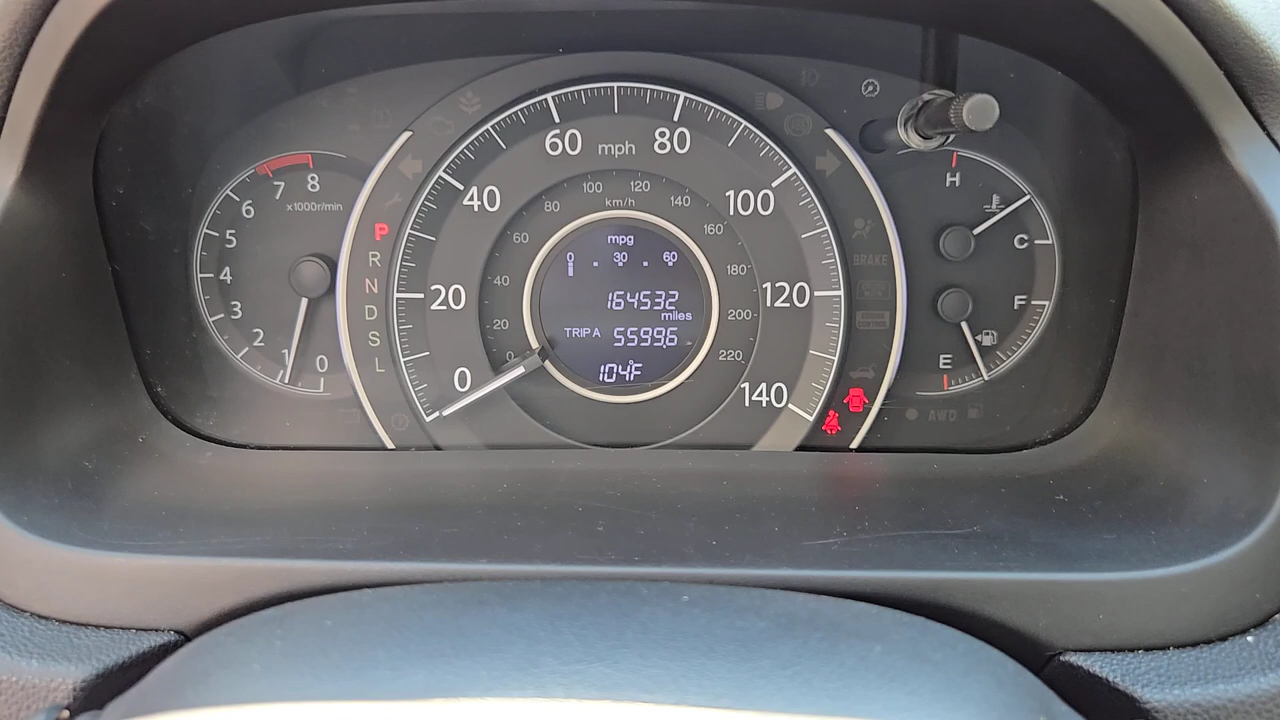 8
7
6
5
4
3
2
1
0
x1000r/min
P
R
N
D
S
L
60 mph 80
40
100
20
120
0
140
100 120
km/h
80
140
60
160
40
180
20
200
0
220
mpg
0 . 30 . 60
164532
miles
TRIP A 5599.6
104°F
BRAKE
H
C
F
E
AWD